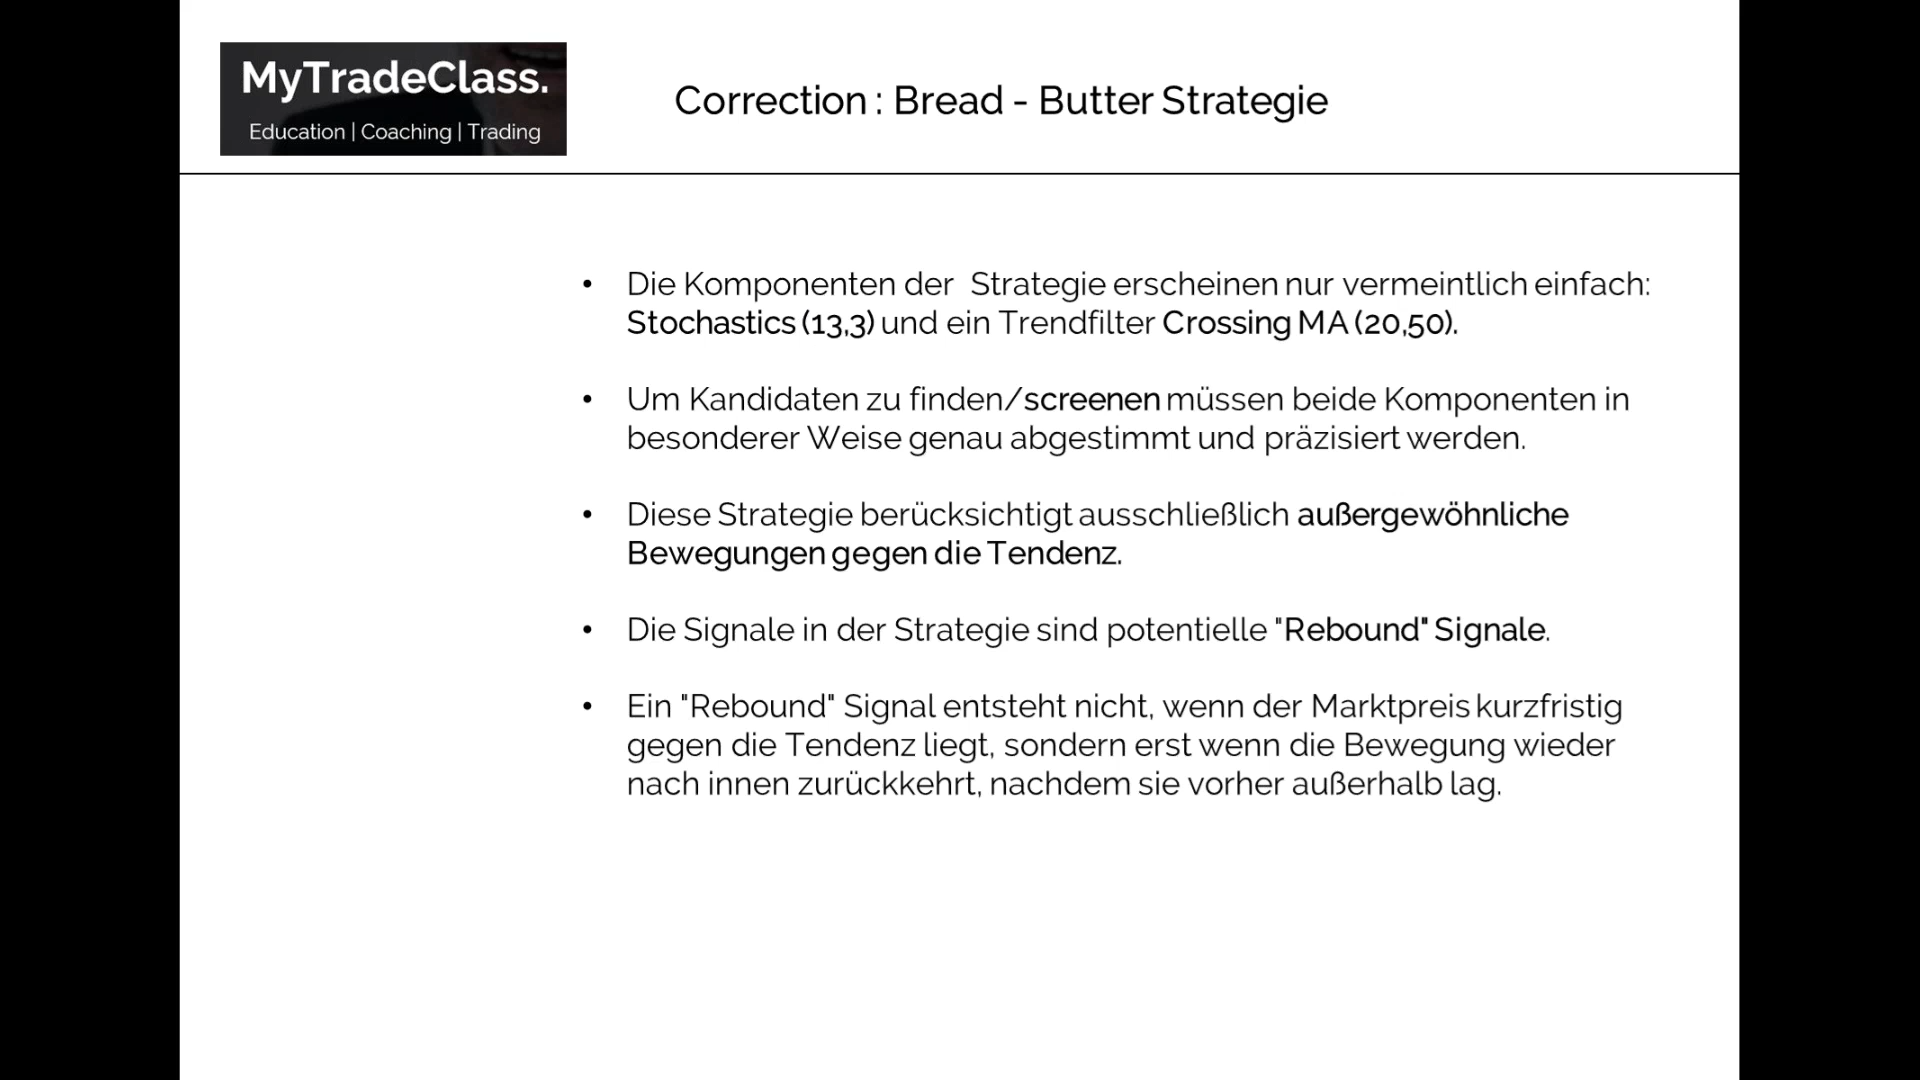 MyTradeClass.
Education | Coaching | Trading
Correction : Bread - Butter Strategie
• Die Komponenten der Strategie erscheinen nur vermeintlich einfach:
Stochastics (13,3) und ein Trendfilter Crossing MA (20,50).
• Um Kandidaten zu finden/screenen müssen beide Komponenten in
besonderer Weise genau abgestimmt und präzisiert werden.
• Diese Strategie berücksichtigt ausschließlich außergewöhnliche
Bewegungen gegen die Tendenz.
• Die Signale in der Strategie sind potentielle "Rebound" Signale.
• Ein "Rebound" Signal entsteht nicht, wenn der Marktpreis kurzfristig
gegen die Tendenz liegt, sondern erst wenn die Bewegung wieder
nach innen zurückkehrt, nachdem sie vorher außerhalb lag.